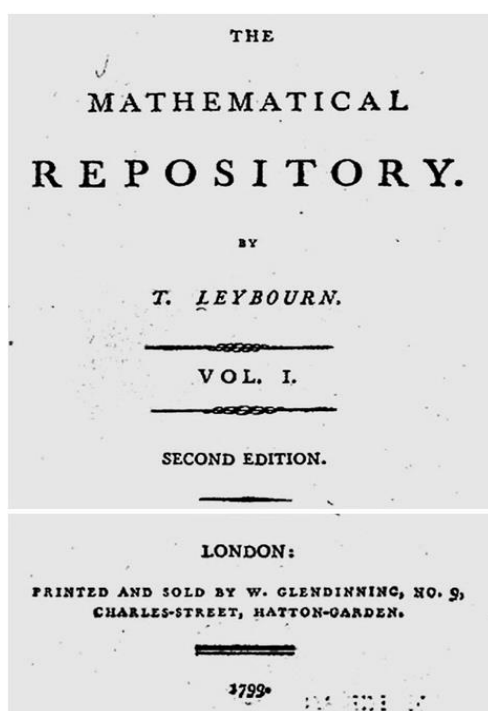 THE
MATHEMATICAL
REPOSITORY.
BY
T. LEYBOURN.
VOL. I.
SECOND EDITION.
LONDON:
PRINTED AND SOLD BY W. GLENDINNING, NO. 9,
CHARLES-STREET, HATTON-GARDEN.
1799.